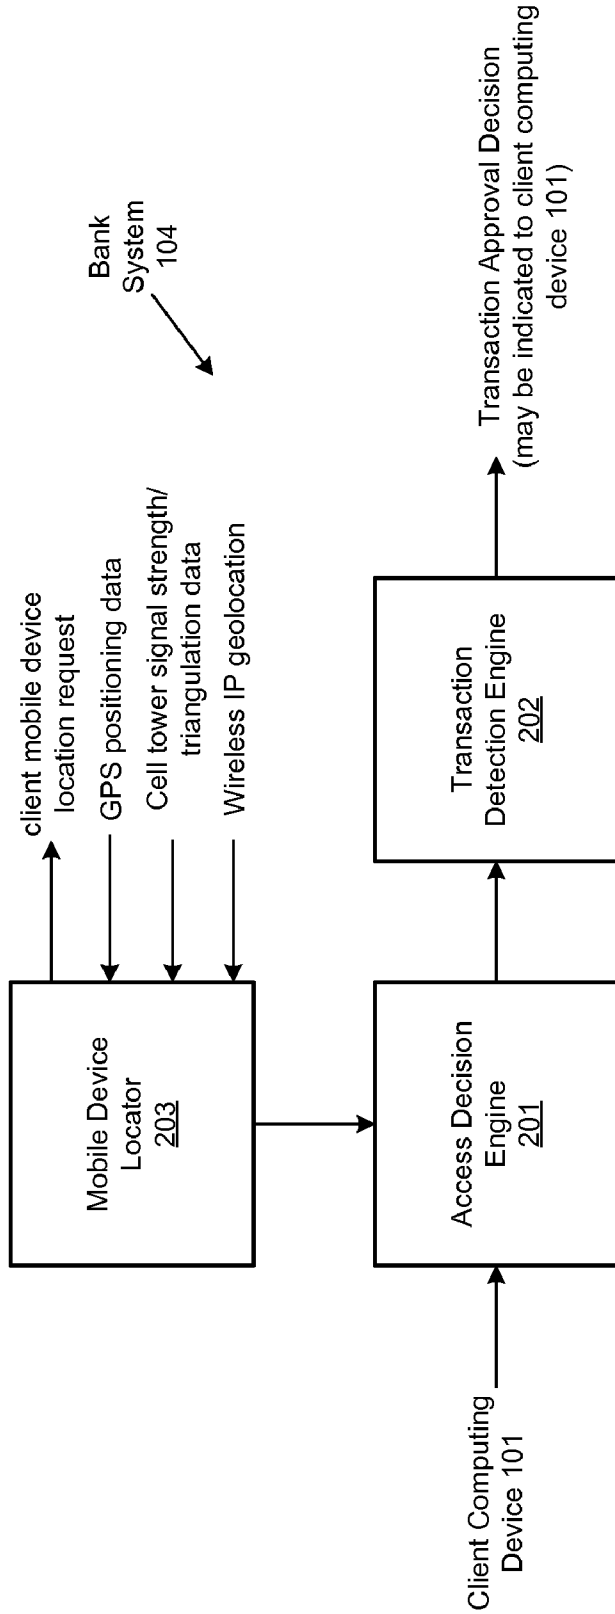 Bank
System
104
client mobile device
location request
GPS positioning data
Cell tower signal strength/
triangulation data
Wireless IP geolocation
Mobile Device
Locator
203
Client Computing
Device 101
Access Decision
Engine
201
Transaction
Detection Engine
202
Transaction Approval Decision
(may be indicated to client computing
device 101)